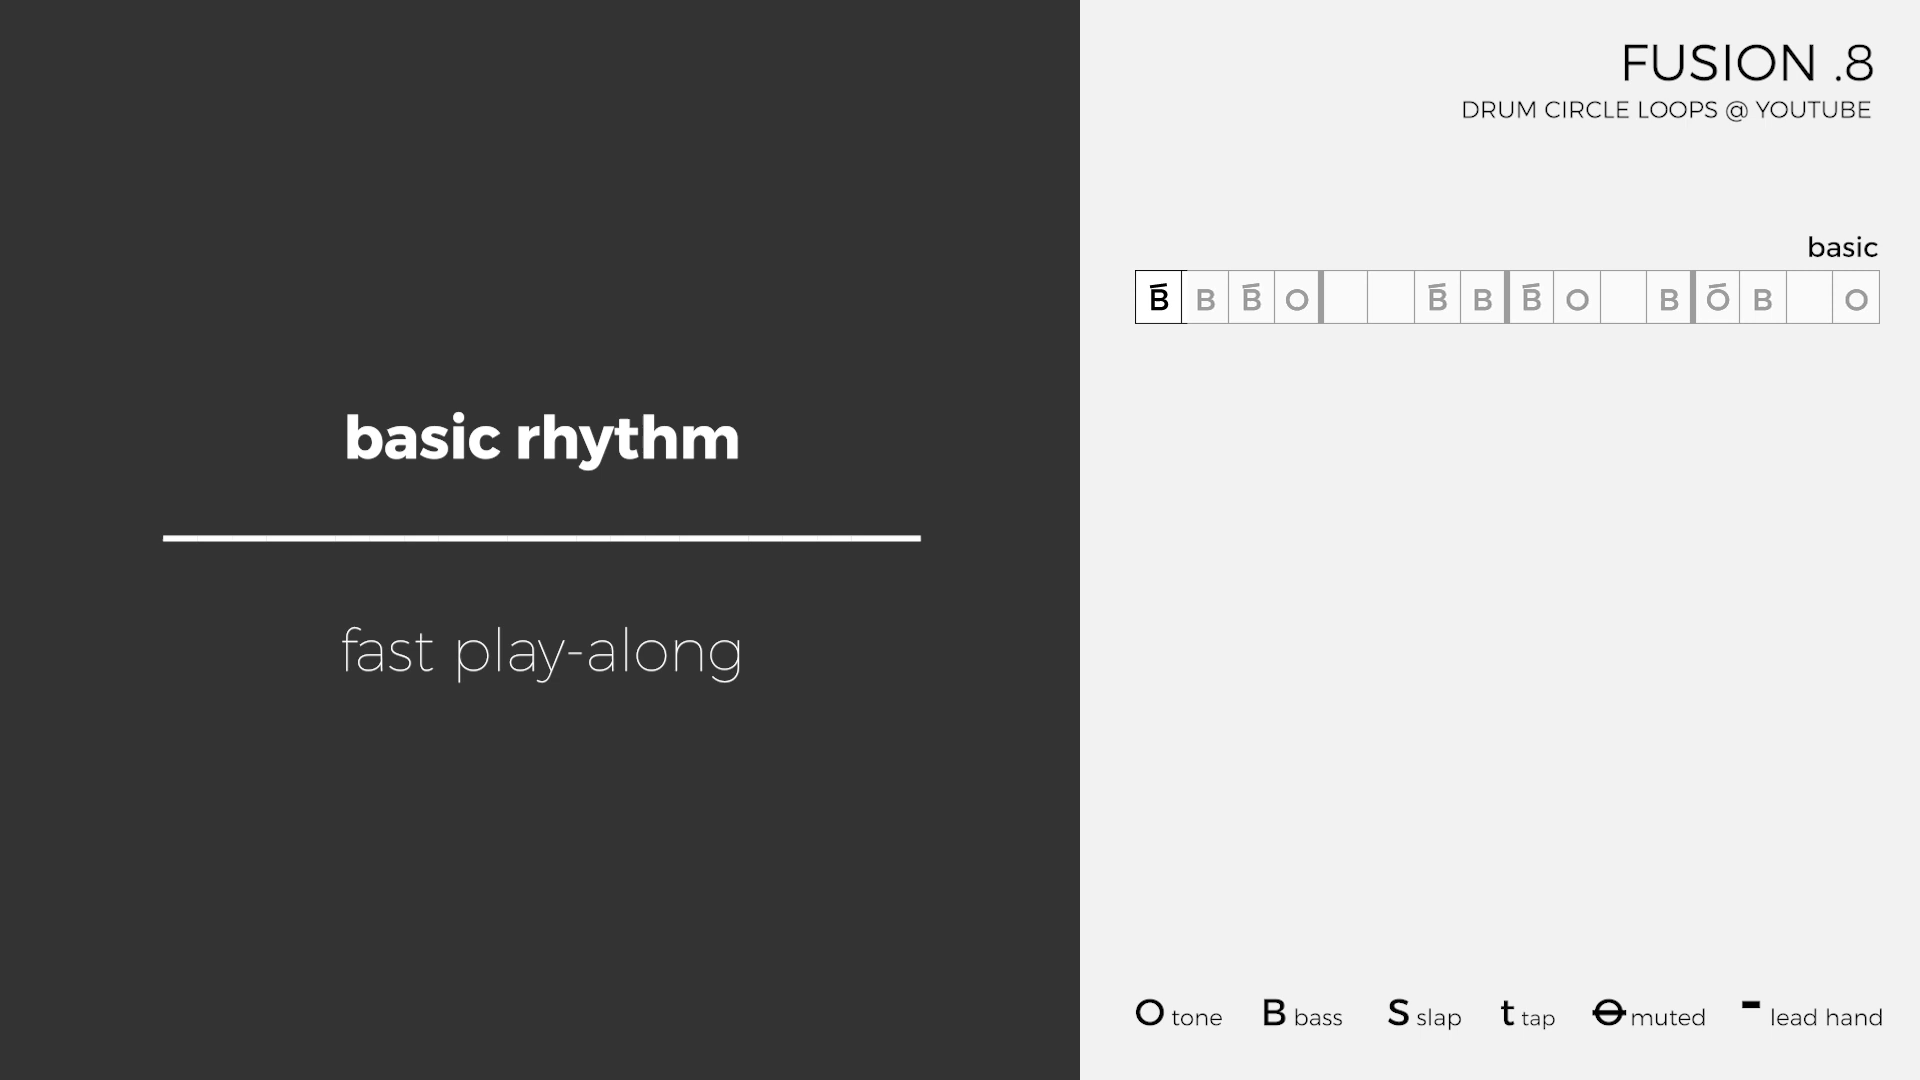 FUSION .8
DRUM CIRCLE LOOPS @ YOUTUBE
basic
B̄ B B̄ O B̄ B B̄ O B Ō B O
basic rhythm
fast play-along
O tone B bass S slap t tap O̶ muted - lead hand